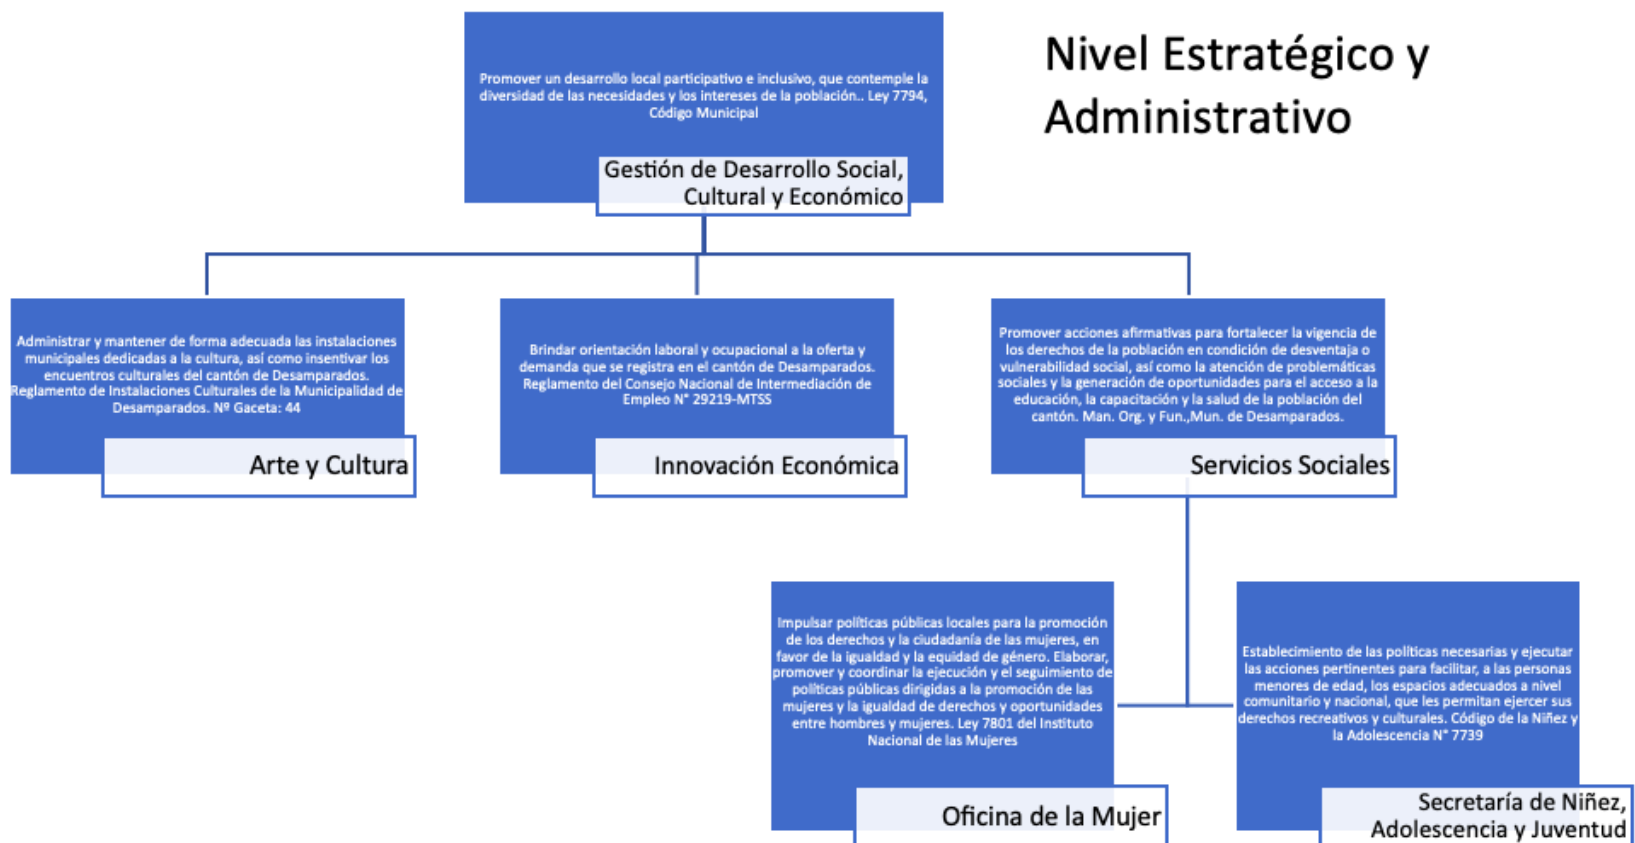 Nivel Estratégico y
Administrativo
Promover un desarrollo local participativo e inclusivo, que contemple la
diversidad de las necesidades y los intereses de la población.. Ley 7794,
Código Municipal
Gestión de Desarrollo Social,
Cultural y Económico
Administrar y mantener de forma adecuada las instalaciones
municipales dedicadas a la cultura, así como insentivar los
encuentros culturales del cantón de Desamparados.
Reglamento de Instalaciones Culturales de la Municipalidad de
Desamparados. Nº Gaceta: 44
Arte y Cultura
Brindar orientación laboral y ocupacional a la oferta y
demanda que se registra en el cantón de Desamparados.
Reglamento del Consejo Nacional de Intermediación de
Empleo N° 29219-MTSS
Innovación Económica
Promover acciones afirmativas para fortalecer la vigencia de
los derechos de la población en condición de desventaja o
vulnerabilidad social, así como la atención de problemáticas
sociales y la generación de oportunidades para el acceso a la
educación, la capacitación y la salud de la población del
cantón. Man. Org. y Fun.,Mun. de Desamparados.
Servicios Sociales
Impulsar políticas públicas locales para la promoción
de los derechos y la ciudadanía de las mujeres, en
favor de la igualdad y la equidad de género. Elaborar,
promover y coordinar la ejecución y el seguimiento de
políticas públicas dirigidas a la promoción de las
mujeres y la igualdad de derechos y oportunidades
entre hombres y mujeres. Ley 7801 del Instituto
Nacional de las Mujeres
Oficina de la Mujer
Establecimiento de las políticas necesarias y ejecutar
las acciones pertinentes para facilitar, a las personas
menores de edad, los espacios adecuados a nivel
comunitario y nacional, que les permitan ejercer sus
derechos recreativos y culturales. Código de la Niñez y
la Adolescencia N° 7739
Secretaría de Niñez,
Adolescencia y Juventud